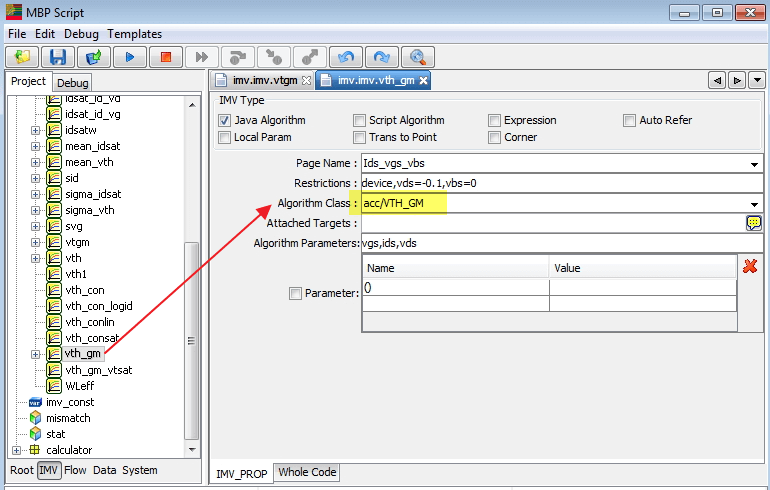 MBP Script
File Edit Debug Templates
Project Debug
idsat_id_vd
idsat_id_vg
idsatw
mean_idsat
mean_vth
sid
sigma_idsat
sigma_vth
svg
vtgm
vth
vth1
vth_con
vth_con_logid
vth_conlin
vth_consat
vth_gm
vth_gm_vtsat
WLeff
var imv_const
mismatch
stat
calculator
Root IMV Flow Data System
imv.imv.vtgm imv.imv.vth_gm
IMV Type
Java Algorithm Script Algorithm Expression Auto Refer
Local Param Trans to Point Corner
Page Name : Ids_vgs_vbs
Restrictions : device,vds=-0.1,vbs=0
Algorithm Class : acc/VTH_GM
Attached Targets :
Algorithm Parameters: vgs,ids,vds
Name Value
Parameter: ()
IMV_PROP Whole Code